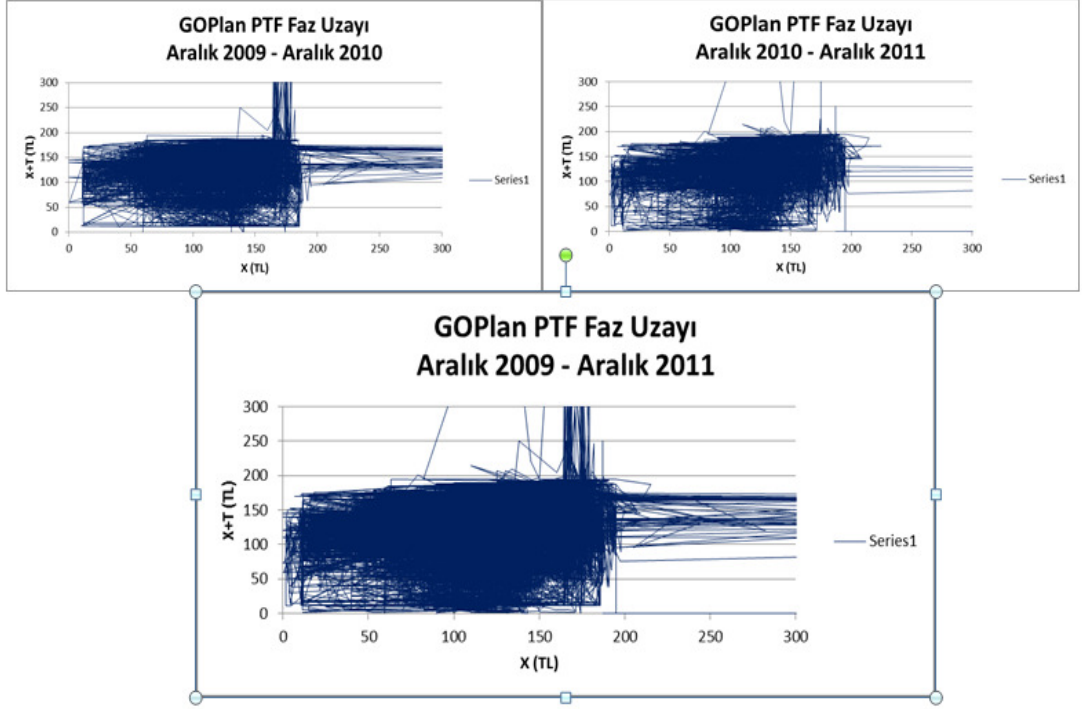 GOPlan PTF Faz Uzayı
Aralık 2009 - Aralık 2010
300
250
200
150
100
50
0
X+T (TL)
0 50 100 150 200 250 300
X (TL)
Series1
GOPlan PTF Faz Uzayı
Aralık 2010 - Aralık 2011
300
250
200
150
100
50
0
X+T (TL)
0 50 100 150 200 250 300
X (TL)
Series1
GOPlan PTF Faz Uzayı
Aralık 2009 - Aralık 2011
300
250
200
150
100
50
0
X+T (TL)
0 50 100 150 200 250 300
X (TL)
Series1